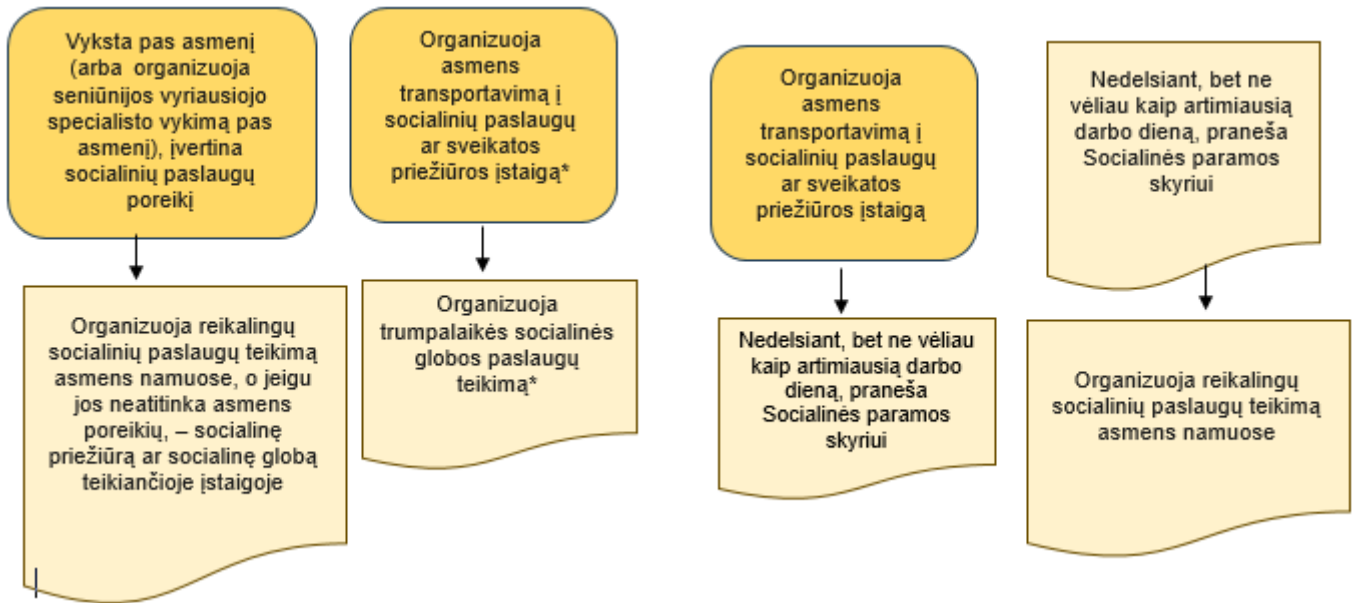 Vyksta pas asmenį
(arba organizuoja
seniūnijos vyriausiojo
specialisto vykimą pas
asmenį), įvertina
socialinių paslaugų
poreikį
Organizuoja reikalingų
socialinių paslaugų teikimą
asmens namuose, o jeigu
jos neatitinka asmens
poreikių, – socialinę
priežiūrą ar socialinę globą
teikiančioje įstaigoje
Organizuoja
asmens
transportavimą į
socialinių paslaugų
ar sveikatos
priežiūros įstaigą*
Organizuoja
trumpalaikės socialinės
globos paslaugų
teikimą*
Organizuoja
asmens
transportavimą į
socialinių paslaugų
ar sveikatos
priežiūros įstaigą
Nedelsiant, bet ne vėliau
kaip artimiausią darbo
dieną, praneša
Socialinės paramos
skyriui
Nedelsiant, bet ne
vėliau kaip artimiausią
darbo dieną, praneša
Socialinės paramos
skyriui
Organizuoja reikalingų
socialinių paslaugų teikimą
asmens namuose